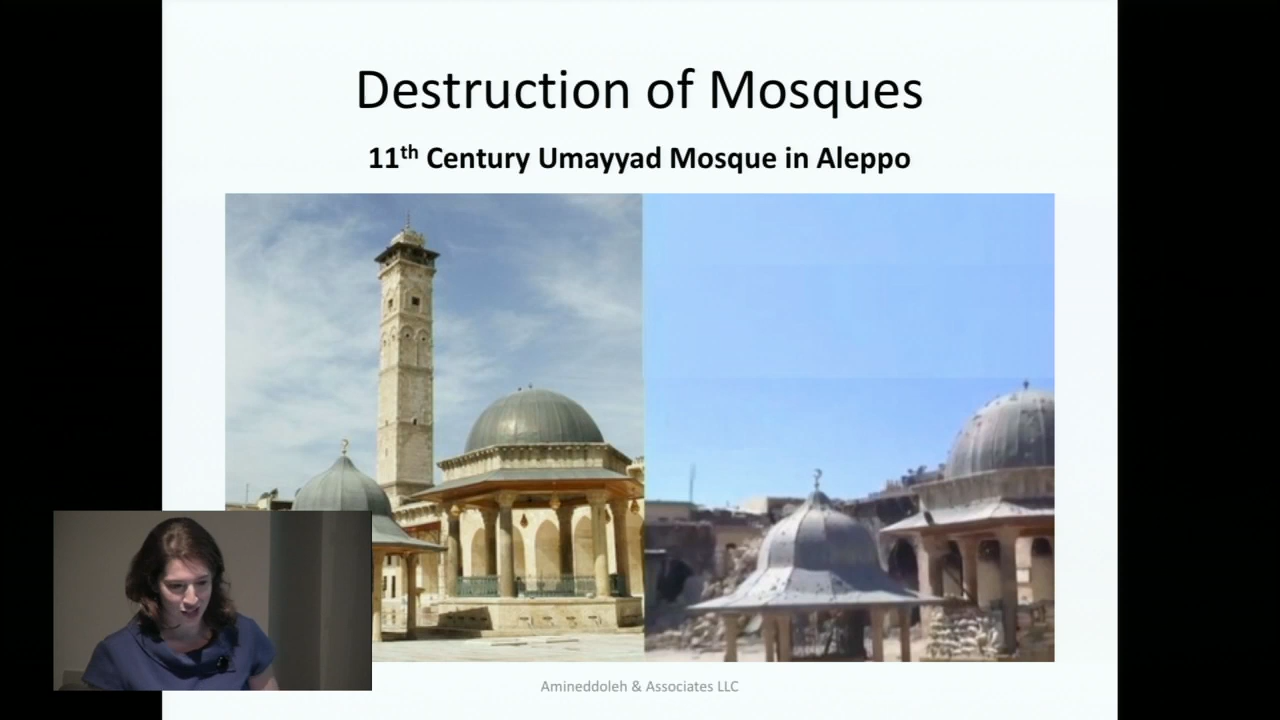 Destruction of Mosques
11th Century Umayyad Mosque in Aleppo
Amineddoleh & Associates LLC